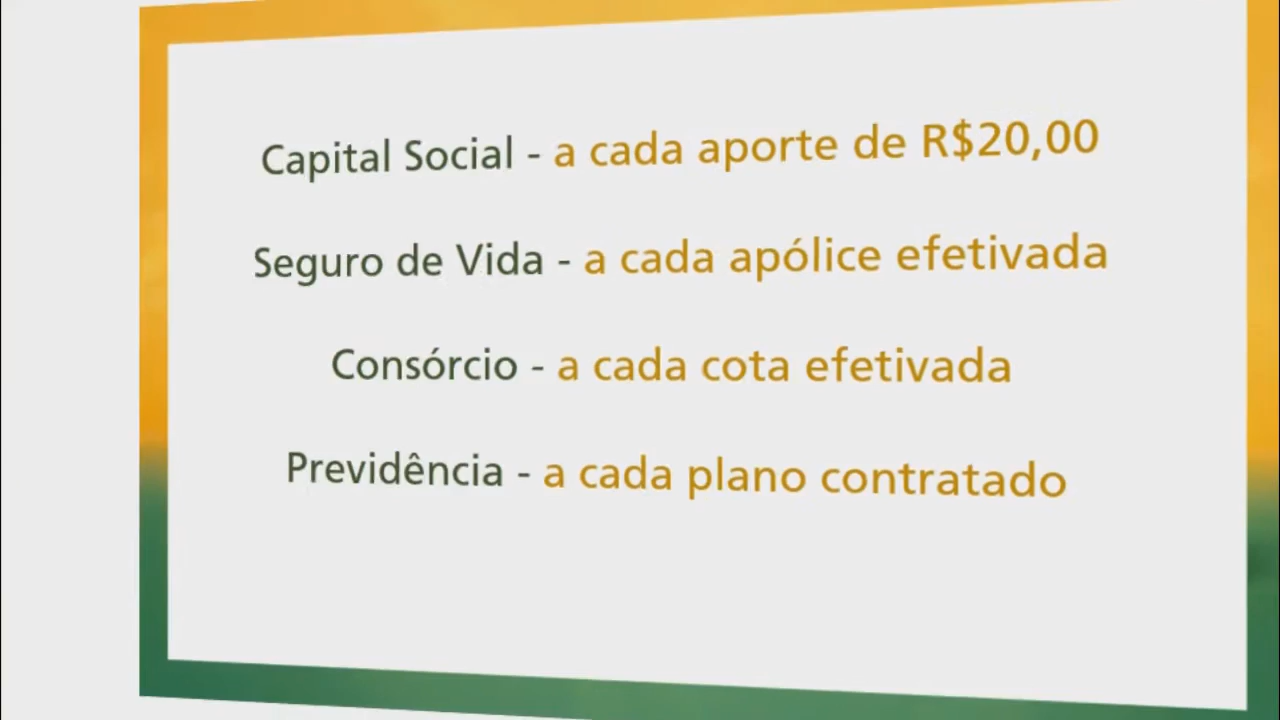 Capital Social - a cada aporte de R$20,00
Seguro de Vida - a cada apólice efetivada
Consórcio - a cada cota efetivada
Previdência - a cada plano contratado